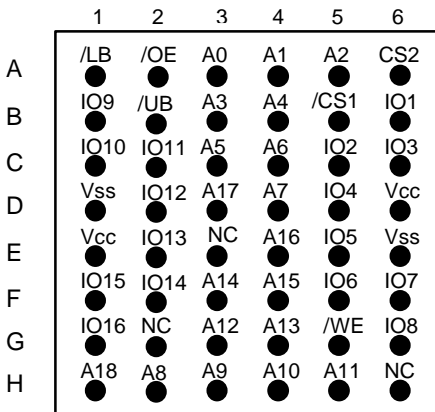 1 2 3 4 5 6
A /LB /OE A0 A1 A2 CS2
B IO9 /UB A3 A4 /CS1 IO1
C IO10 IO11 A5 A6 IO2 IO3
D Vss IO12 A17 A7 IO4 Vcc
E Vcc IO13 NC A16 IO5 Vss
F IO15 IO14 A14 A15 IO6 IO7
G IO16 NC A12 A13 /WE IO8
H A18 A8 A9 A10 A11 NC